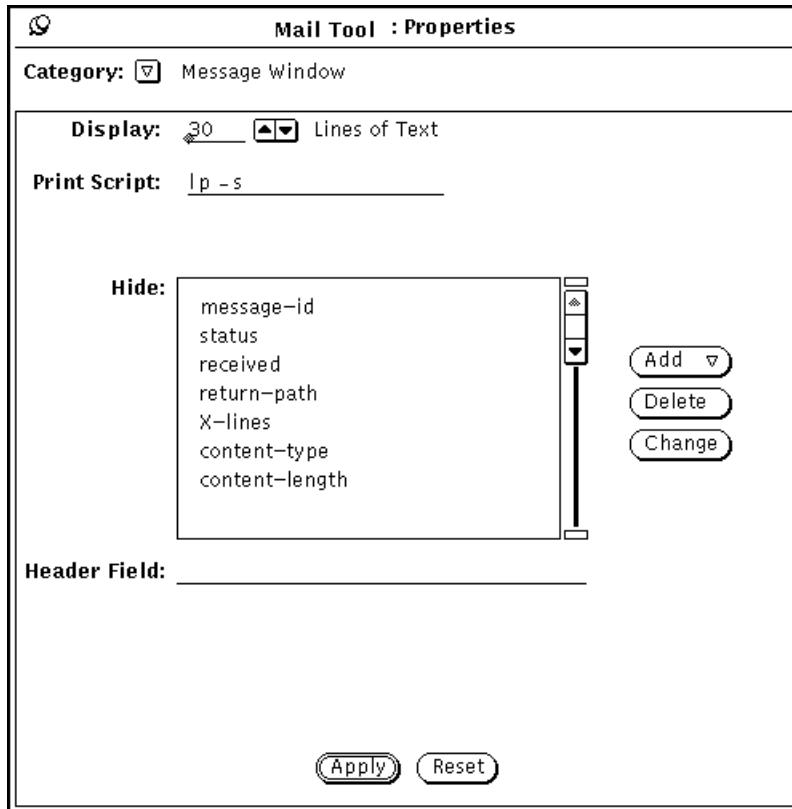 Mail Tool : Properties
Category: Message Window
Display: 30 Lines of Text
Print Script: lp -s
Hide:
message-id
status
received
return-path
X-lines
content-type
content-length
Add
Delete
Change
Header Field:
Apply Reset